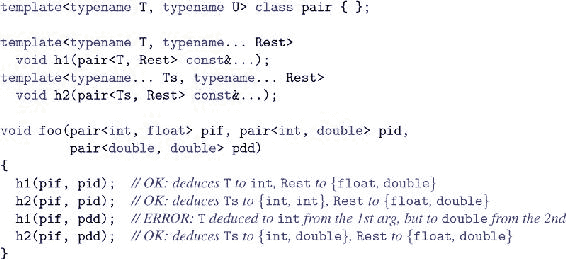 template<typename T, typename U> class pair { };
template<typename T, typename... Rest>
void h1(pair<T, Rest> const&...);
template<typename... Ts, typename... Rest>
void h2(pair<Ts, Rest> const&...);
void foo(pair<int, float> pif, pair<int, double> pid,
pair<double, double> pdd)
{
h1(pif, pid); // OK: deduces T to int, Rest to {float, double}
h2(pif, pid); // OK: deduces Ts to {int, int}, Rest to {float, double}
h1(pif, pdd); // ERROR: T deduced to int from the 1st arg, but to double from the 2nd
h2(pif, pdd); // OK: deduces Ts to {int, double}, Rest to {float, double}
}